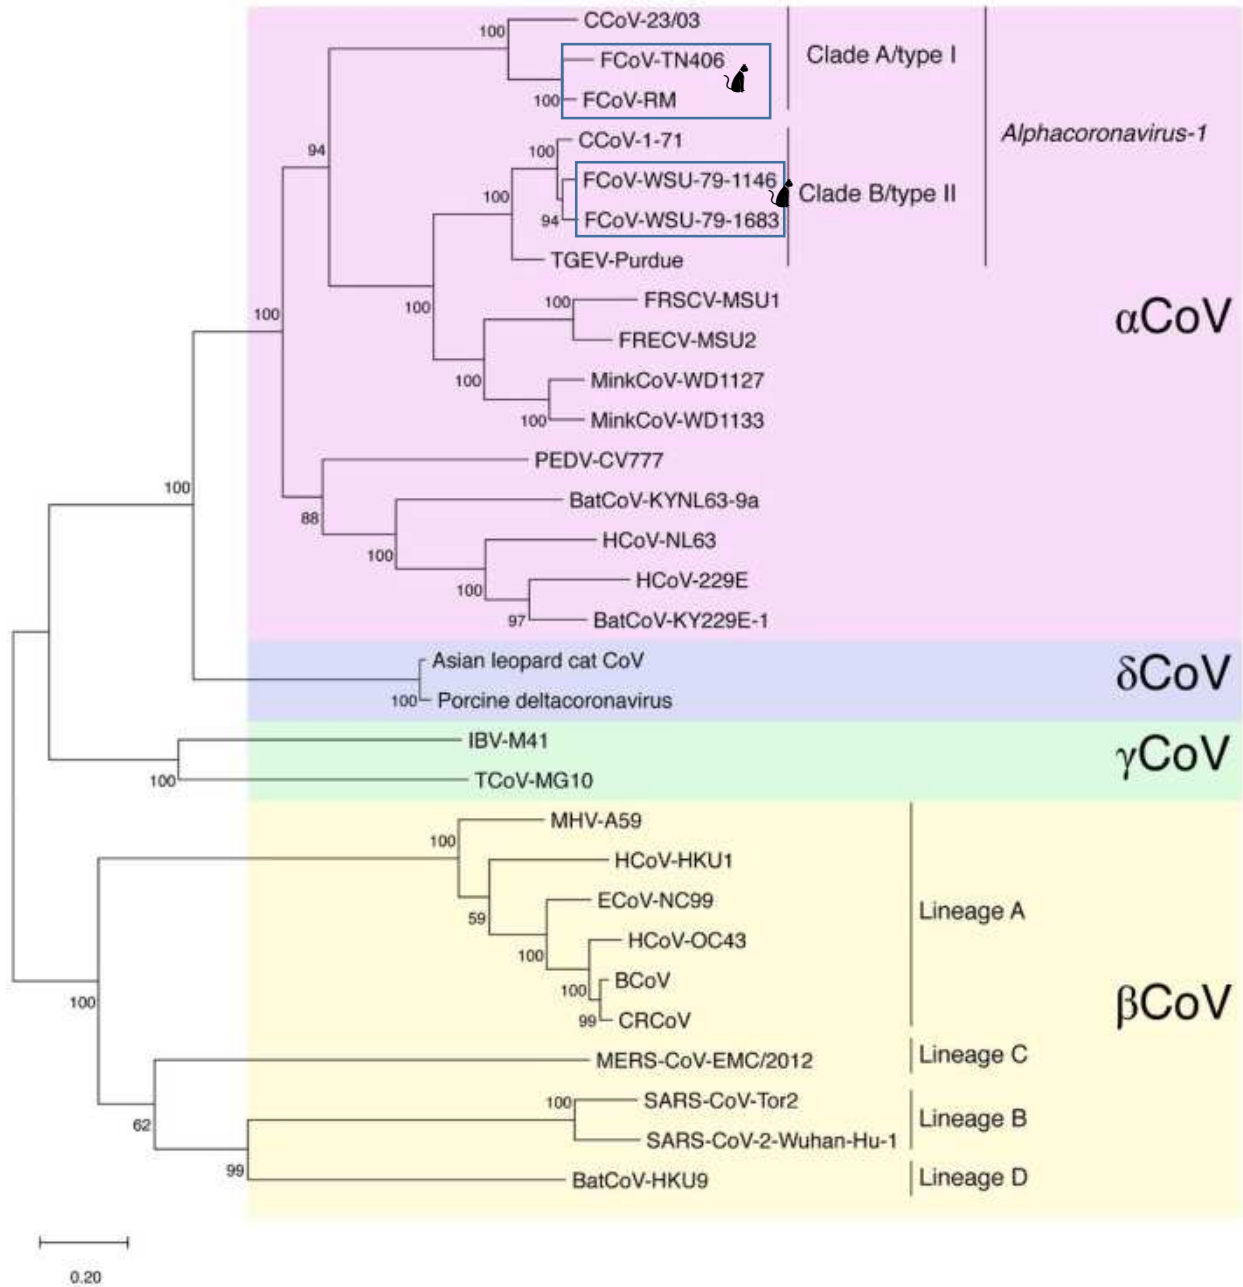 100
CCoV-23/03
FCoV-TN406
100
FCoV-RM
Clade A/type I
94
100
CCoV-1-71
100
FCoV-WSU-79-1146
94
FCoV-WSU-79-1683
TGEV-Purdue
Clade B/type II
Alphacoronavirus-1
100
100
100
FRSCV-MSU1
FRECV-MSU2
100
MinkCoV-WD1127
100
MinkCoV-WD1133
αCoV
PEDV-CV777
100
88
BatCoV-KYNL63-9a
100
HCoV-NL63
100
HCoV-229E
97
BatCoV-KY229E-1
Asian leopard cat CoV
100
Porcine deltacoronavirus
δCoV
IBV-M41
100
TCoV-MG10
γCoV
100
MHV-A59
HCoV-HKU1
59
ECoV-NC99
100
HCoV-OC43
100
BCoV
99
CRCoV
Lineage A
100
βCoV
MERS-CoV-EMC/2012
Lineage C
62
100
SARS-CoV-Tor2
SARS-CoV-2-Wuhan-Hu-1
Lineage B
99
BatCoV-HKU9
Lineage D
0.20